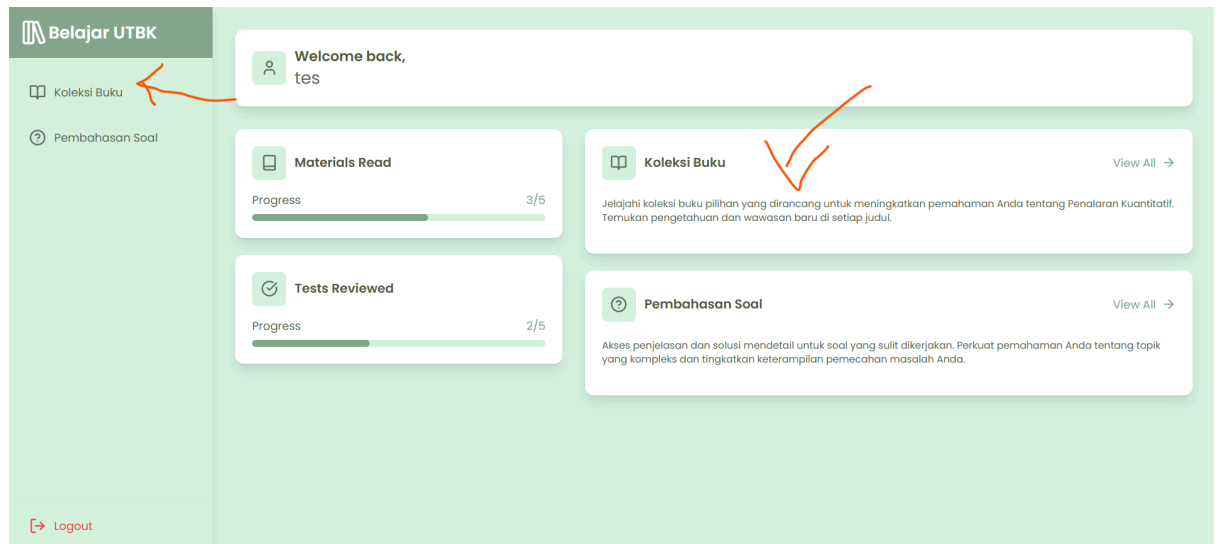 Belajar UTBK
Koleksi Buku
Pembahasan Soal
Logout
Welcome back,
tes
Materials Read
Progress 3/5
Tests Reviewed
Progress 2/5
Koleksi Buku View All
Jelajahi koleksi buku pilihan yang dirancang untuk meningkatkan pemahaman Anda tentang Penalaran Kuantitatif.
Temukan pengetahuan dan wawasan baru di setiap judul.
Pembahasan Soal View All
Akses penjelasan dan solusi mendetail untuk soal yang sulit dikerjakan. Perkuat pemahaman Anda tentang topik
yang kompleks dan tingkatkan keterampilan pemecahan masalah Anda.